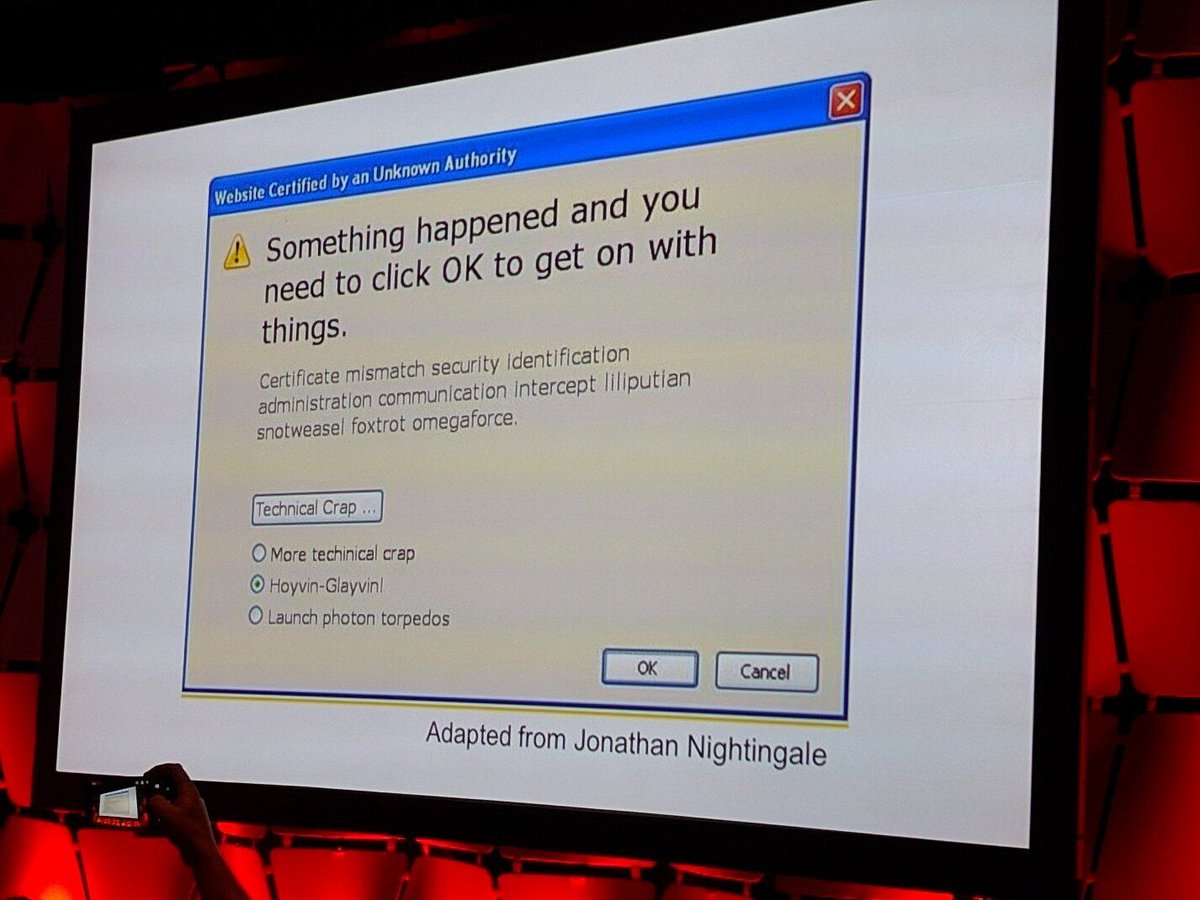 Website Certified by an Unknown Authority
Something happened and you
need to click OK to get on with
things.
Certificate mismatch security identification
administration communication intercept liliputian
snotweasel foxtrot omegaforce.
Technical Crap ...
More techinical crap
Hoyvin-Glayvin!
Launch photon torpedos
OK
Cancel
Adapted from Jonathan Nightingale